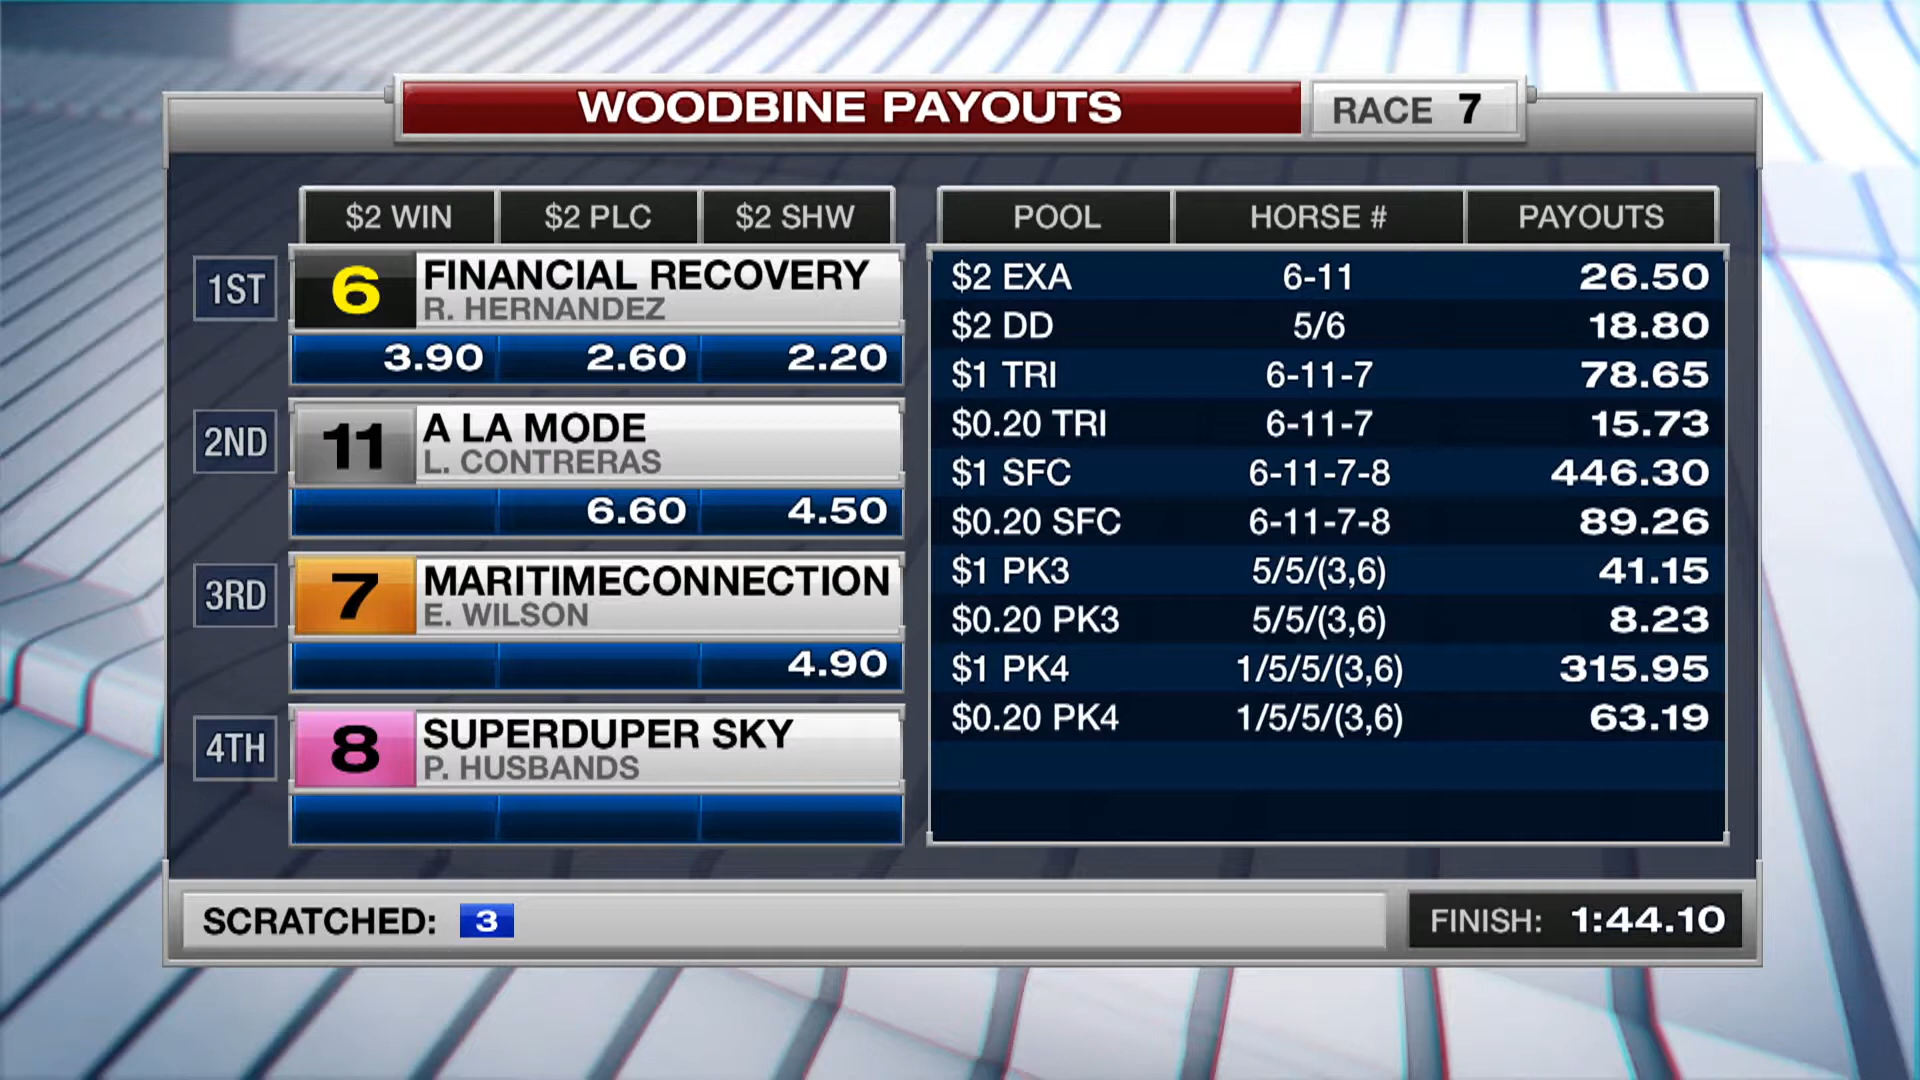 WOODBINE PAYOUTS RACE 7
$2 WIN $2 PLC $2 SHW
1ST 6 FINANCIAL RECOVERY
R. HERNANDEZ
3.90 2.60 2.20
2ND 11 A LA MODE
L. CONTRERAS
6.60 4.50
3RD 7 MARITIMECONNECTION
E. WILSON
4.90
4TH 8 SUPERDUPER SKY
P. HUSBANDS
POOL HORSE # PAYOUTS
$2 EXA 6-11 26.50
$2 DD 5/6 18.80
$1 TRI 6-11-7 78.65
$0.20 TRI 6-11-7 15.73
$1 SFC 6-11-7-8 446.30
$0.20 SFC 6-11-7-8 89.26
$1 PK3 5/5/(3,6) 41.15
$0.20 PK3 5/5/(3,6) 8.23
$1 PK4 1/5/5/(3,6) 315.95
$0.20 PK4 1/5/5/(3,6) 63.19
SCRATCHED: 3
FINISH: 1:44.10